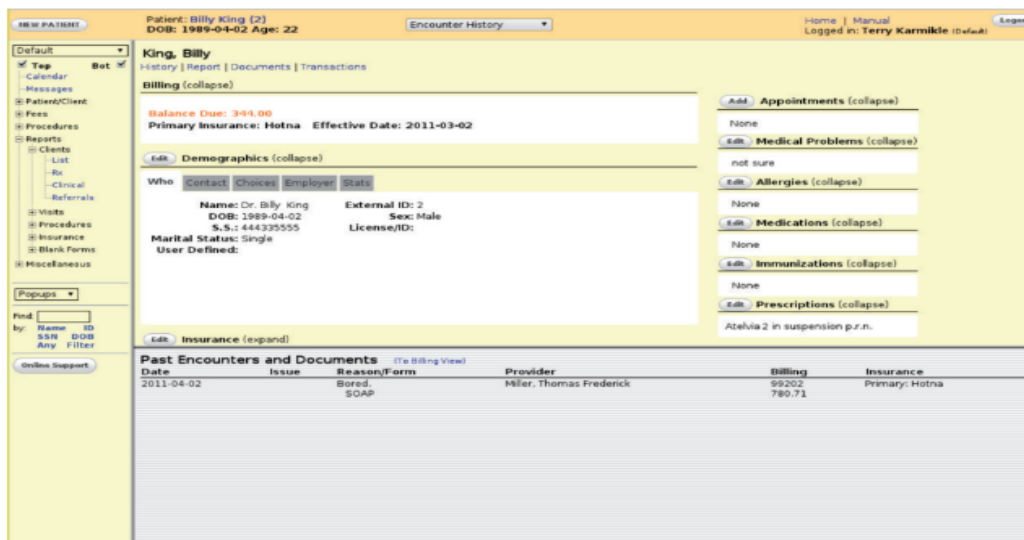 NEW PATIENT
Patient: Billy King (2)
DOB: 1989-04-02 Age: 22
Encounter History
Home | Manual
Logged in: Terry Karmikle (Default)
Default
Top Bot
Calendar
Messages
Patient/Client
Fees
Procedures
Reports
Clients
List
Rx
Clinical
Referrals
Visits
Procedures
Insurance
Blank Forms
Miscellaneous
Popups
Find:
by: Name ID
SSN DOB
Any Filter
Online Support
King, Billy
History | Report | Documents | Transactions
Billing (collapse)
Balance Due: 344.00
Primary Insurance: Hotna Effective Date: 2011-03-02
Edit Demographics (collapse)
Who Contact Choices Employer Stats
Name: Dr. Billy King External ID: 2
DOB: 1989-04-02 Sex: Male
S.S.: 444335555 License/ID:
Marital Status: Single
User Defined:
Edit Insurance (expand)
Add Appointments (collapse)
None
Edit Medical Problems (collapse)
not sure
Edit Allergies (collapse)
None
Edit Medications (collapse)
None
Edit Immunizations (collapse)
None
Edit Prescriptions (collapse)
Atelvia 2 in suspension p.r.n.
Past Encounters and Documents (To Billing View)
Date Issue Reason/Form Provider Billing Insurance
2011-04-02 Bored. Miller, Thomas Frederick 99202 Primary: Hotna
SOAP 780.71